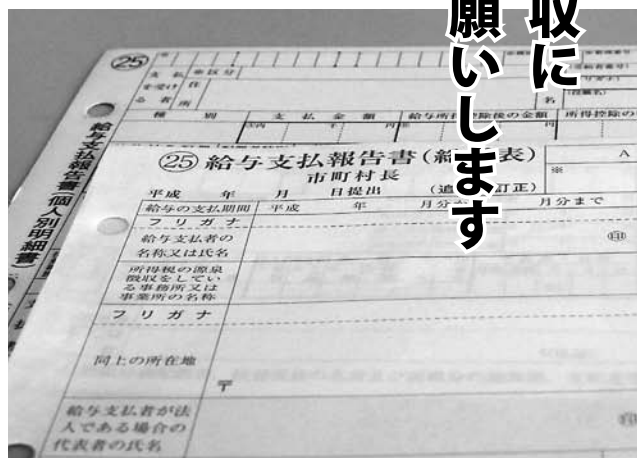 収に
願いします
㉕
支払
を受け
る者
住
所
種別
支払金額
給与所得控除後の金額
所得控除の
給与支払報告書(個人別明細書)
㉕給与支払報告書(総
表)
市町村長
A
※
平成 年 月 日提出
訂正)
給与の支払期間 平成 年 月分
月分まで
フリガナ
給与支払者の
名称又は氏名
㊞
所得税の源泉
徴収をしてい
る事務所又は
事業所の名称
フリガナ
同上の所在地
〒
給与支払者が法
人である場合の
代表者の氏名
㊞